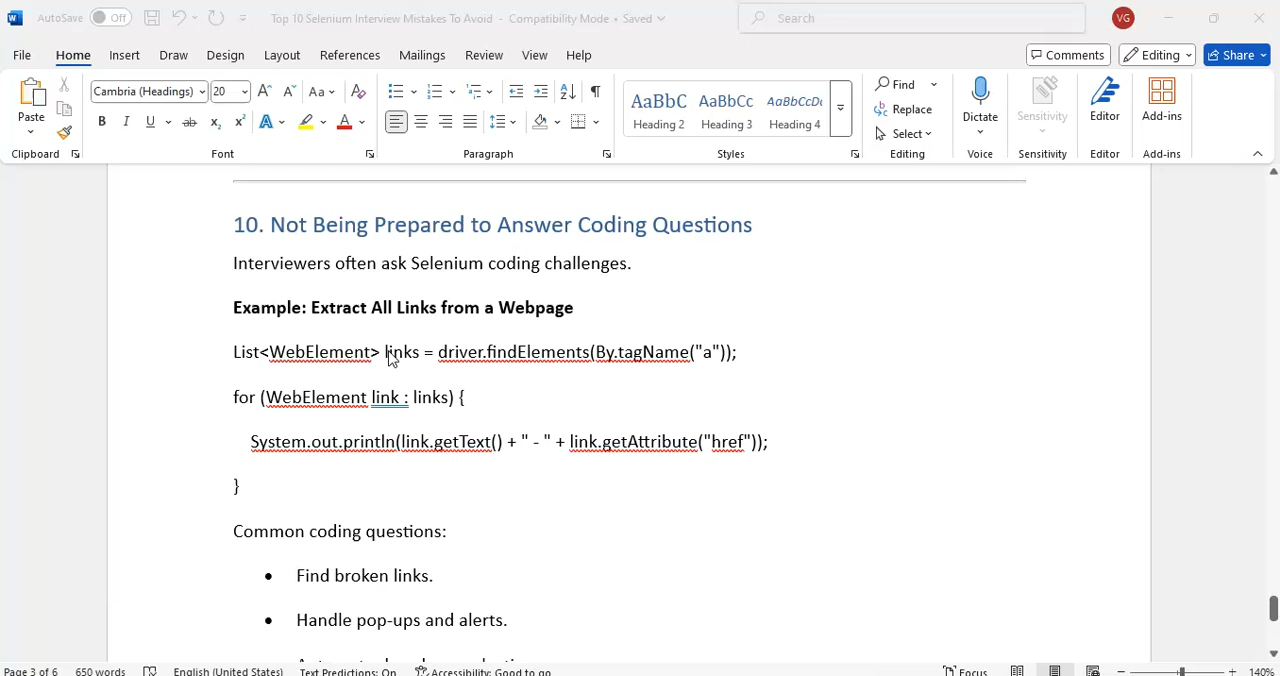 AutoSave Off Top 10 Selenium Interview Mistakes To Avoid - Compatibility Mode • Saved Search VG
File Home Insert Draw Design Layout References Mailings Review View Help Comments Editing Share
Paste Cambria (Headings) 20 Aa AaBbC AaBbCc AaBbCcDc Find Replace Select Dictate Sensitivity Editor Add-ins
Heading 2 Heading 3 Heading 4
Clipboard Font Paragraph Styles Editing Voice Sensitivity Editor Add-ins
10. Not Being Prepared to Answer Coding Questions
Interviewers often ask Selenium coding challenges.
Example: Extract All Links from a Webpage
List<WebElement> links = driver.findElements(By.tagName("a"));
for (WebElement link : links) {
System.out.println(link.getText() + " - " + link.getAttribute("href"));
}
Common coding questions:
• Find broken links.
• Handle pop-ups and alerts.
Page 3 of 6 650 words English (United States) Text Predictions: On Accessibility: Good to go Focus 140%